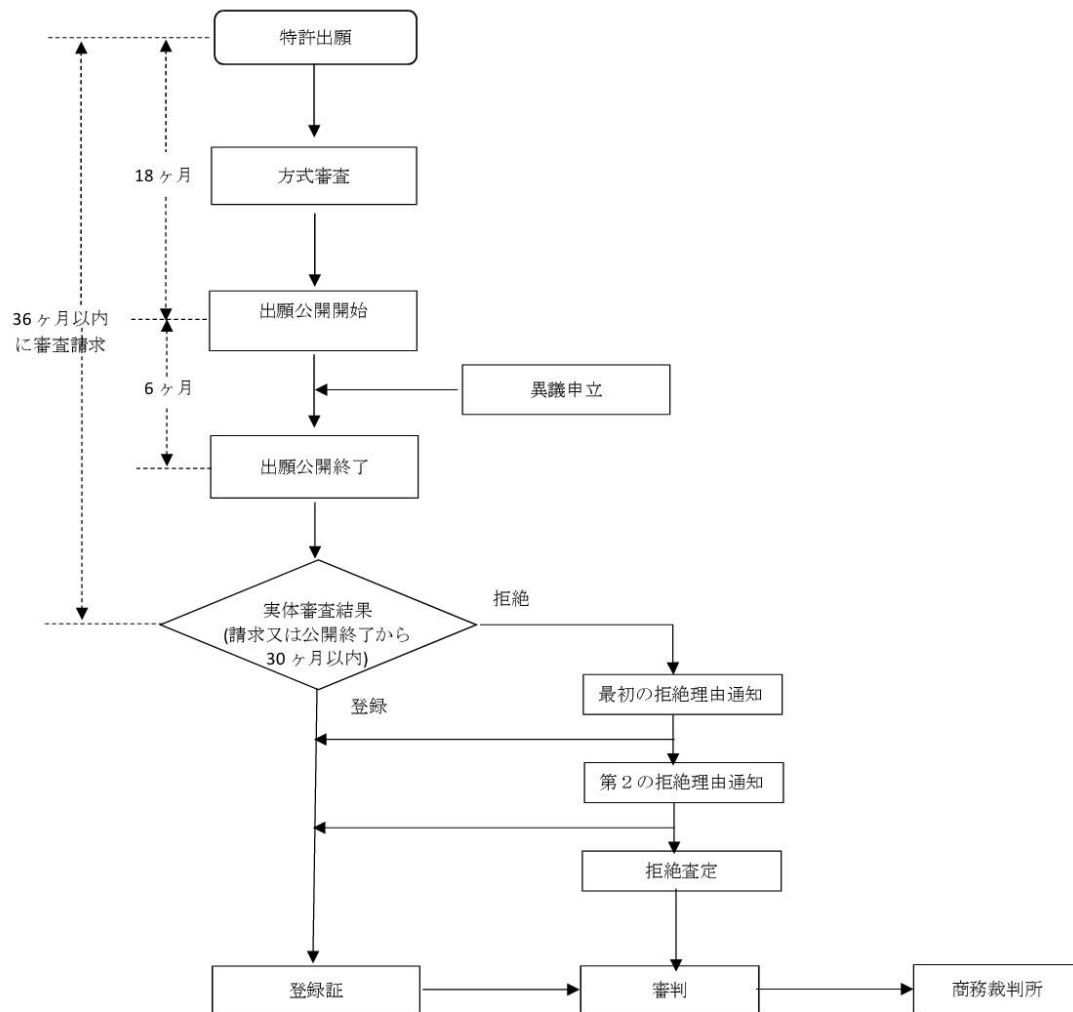 特許出願
18ヶ月
方式審査
出願公開開始
36ヶ月以内
に審査請求
6ヶ月
異議申立
出願公開終了
実体審査結果
(請求又は公開終了から
30ヶ月以内)
拒絶
最初の拒絶理由通知
登録
第２の拒絶理由通知
拒絶査定
登録証
審判
商務裁判所